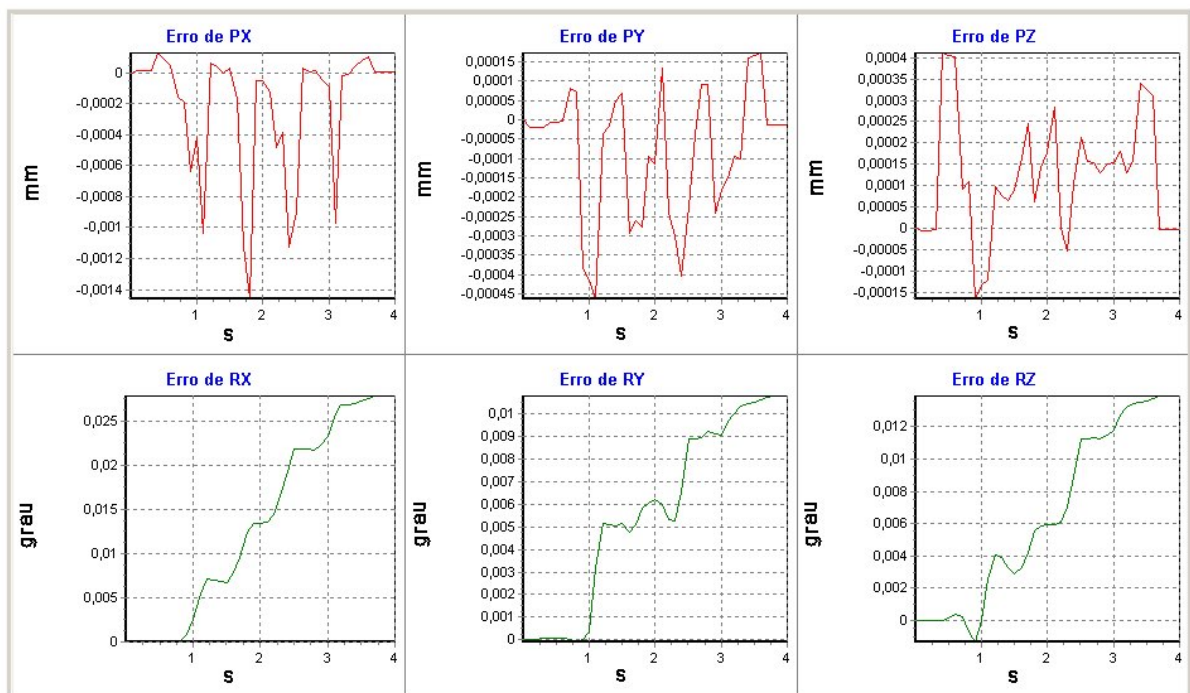 Erro de PX
0
-0,0002
-0,0004
-0,0006
-0,0008
-0,001
-0,0012
-0,0014
mm
1 2 3 4
s
Erro de PY
0,00015
0,0001
0,00005
0
-0,00005
-0,0001
-0,00015
-0,0002
-0,00025
-0,0003
-0,00035
-0,0004
-0,00045
mm
1 2 3 4
s
Erro de PZ
0,0004
0,00035
0,0003
0,00025
0,0002
0,00015
0,0001
0,00005
0
-0,00005
-0,0001
-0,00015
mm
1 2 3 4
s
Erro de RX
0,025
0,02
0,015
0,01
0,005
0
grau
1 2 3 4
s
Erro de RY
0,01
0,009
0,008
0,007
0,006
0,005
0,004
0,003
0,002
0,001
0
grau
1 2 3 4
s
Erro de RZ
0,012
0,01
0,008
0,006
0,004
0,002
0
grau
1 2 3 4
s